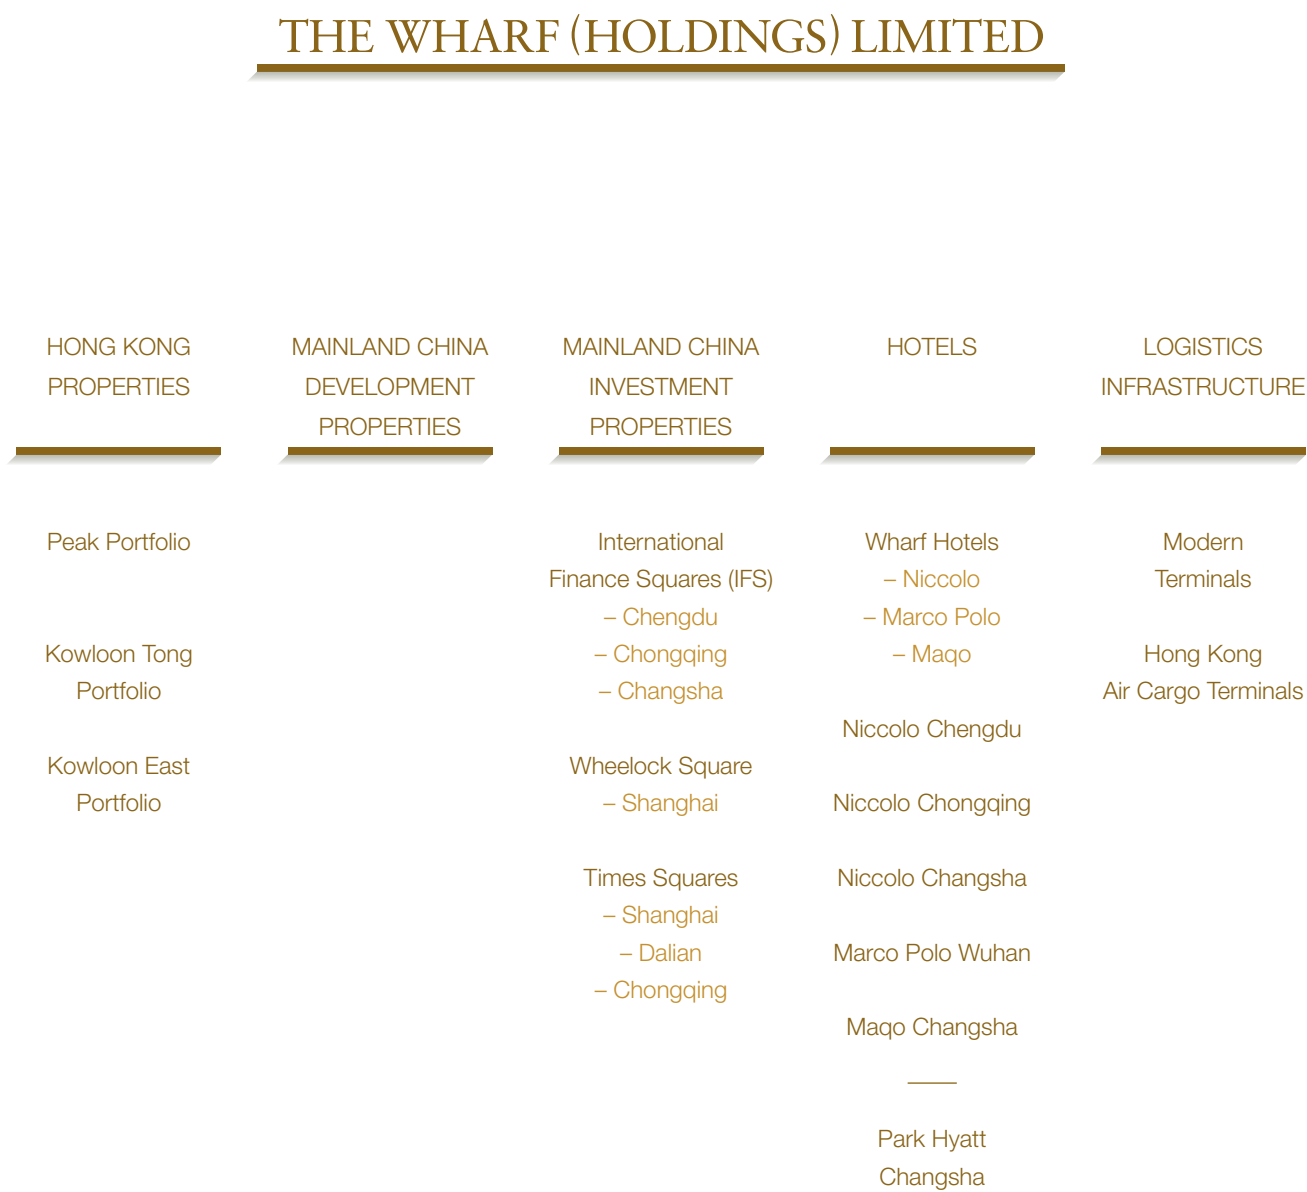 THE WHARF (HOLDINGS) LIMITED
HONG KONG
PROPERTIES
MAINLAND CHINA
DEVELOPMENT
PROPERTIES
MAINLAND CHINA
INVESTMENT
PROPERTIES
HOTELS
LOGISTICS
INFRASTRUCTURE
Peak Portfolio
Kowloon Tong
Portfolio
Kowloon East
Portfolio
International
Finance Squares (IFS)
– Chengdu
– Chongqing
– Changsha
Wheelock Square
– Shanghai
Times Squares
– Shanghai
– Dalian
– Chongqing
Wharf Hotels
– Niccolo
– Marco Polo
– Maqo
Niccolo Chengdu
Niccolo Chongqing
Niccolo Changsha
Marco Polo Wuhan
Maqo Changsha
Park Hyatt
Changsha
Modern
Terminals
Hong Kong
Air Cargo Terminals